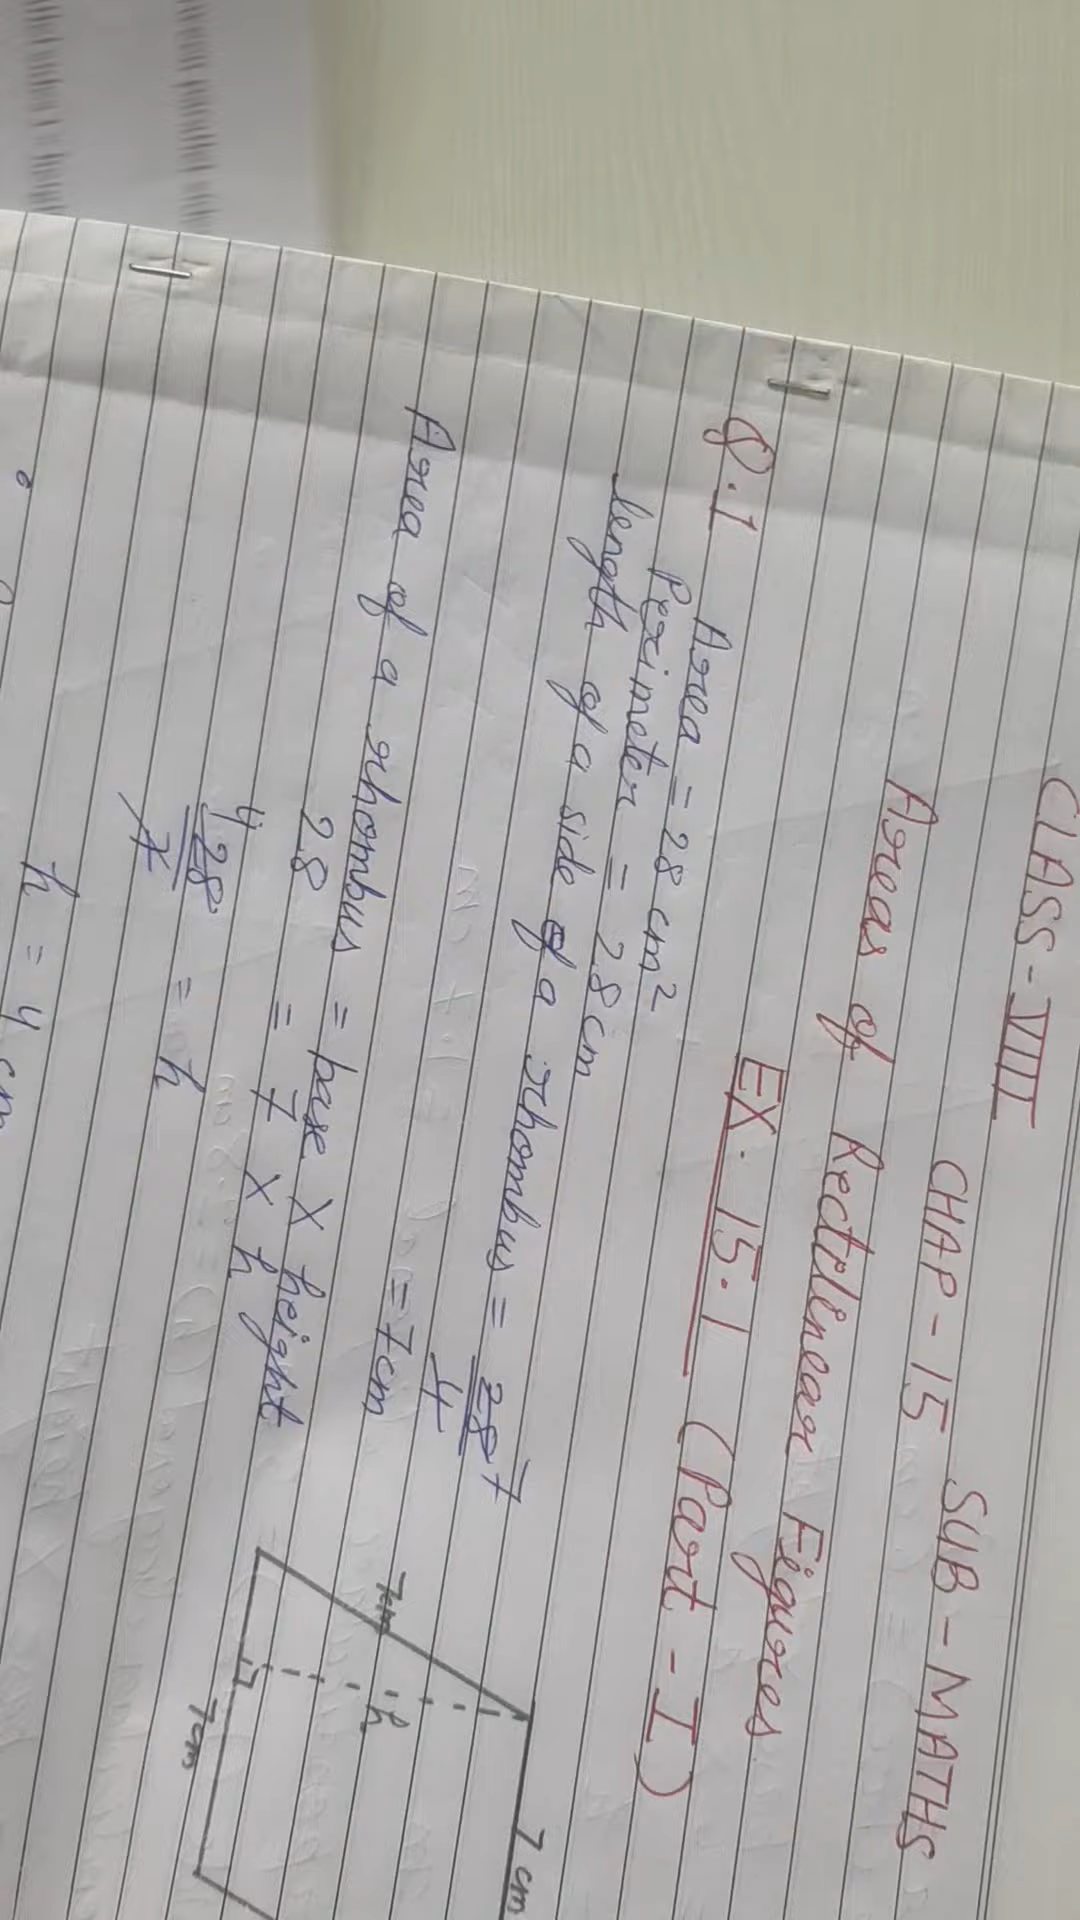 CLASS-VIII CHAP-15 SUB-MATHS
Areas of Rectilinear Figures
EX. 15.1 (Part-I)
Q.1 Area = 28 cm²
Perimeter = 28 cm
length of a side of a rhombus = 28 7
4
= 7cm
Area of a rhombus = base × height
28 = 7 × h
4 28 = h
7
h = 4 cm
7cm
7cm
h
7cm